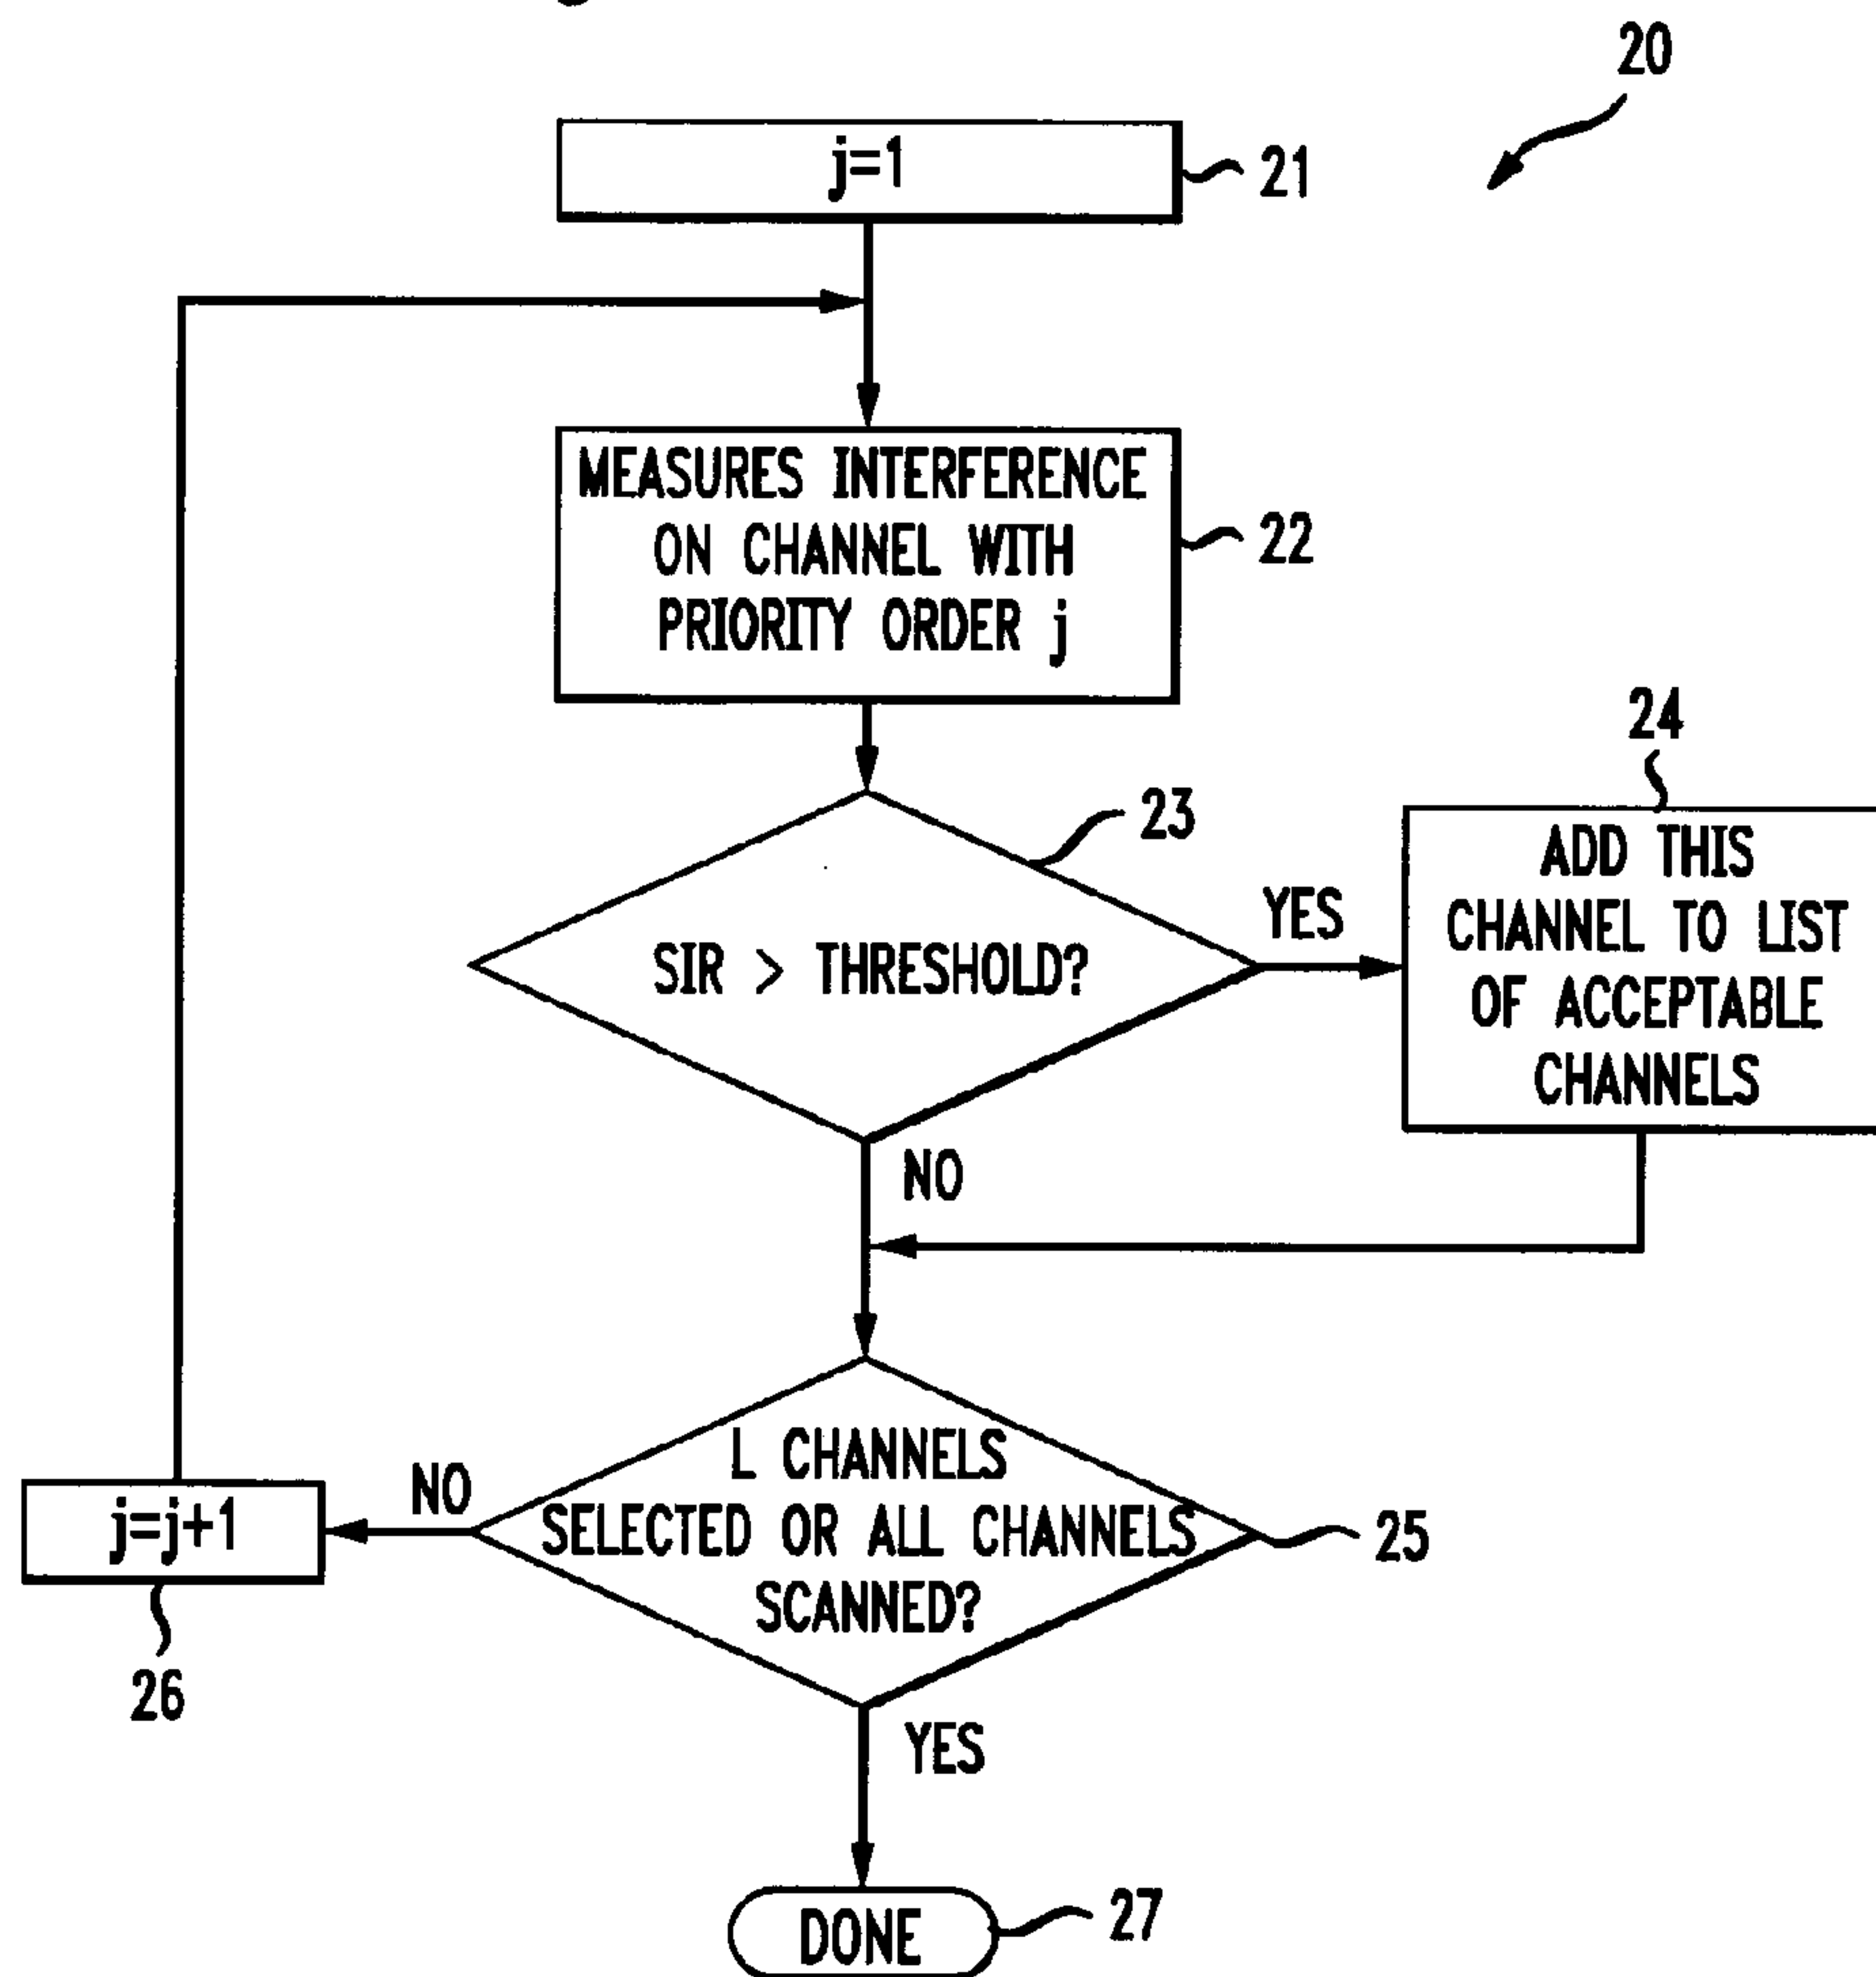 20
j=1
21
MEASURES INTERFERENCE
ON CHANNEL WITH
PRIORITY ORDER j
22
23
SIR > THRESHOLD?
YES
24
ADD THIS
CHANNEL TO LIST
OF ACCEPTABLE
CHANNELS
NO
L CHANNELS
SELECTED OR ALL CHANNELS
SCANNED?
25
NO
j=j+1
26
YES
DONE
27